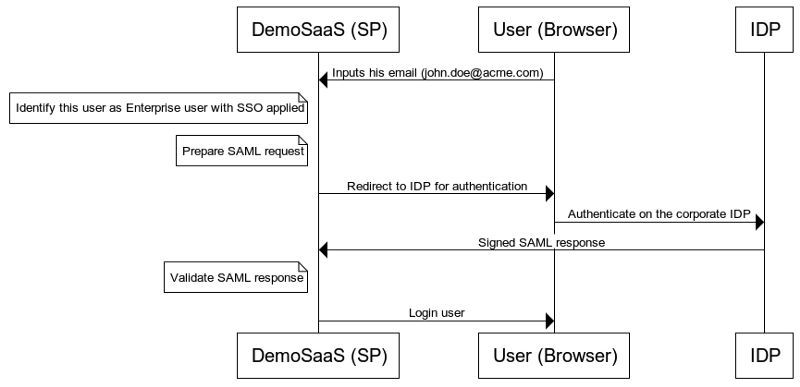 DemoSaaS (SP)
User (Browser)
IDP
Inputs his email (john.doe@acme.com)
Identify this user as Enterprise user with SSO applied
Prepare SAML request
Redirect to IDP for authentication
Authenticate on the corporate IDP
Signed SAML response
Validate SAML response
Login user
DemoSaaS (SP)
User (Browser)
IDP